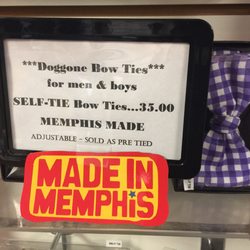 ***Doggone Bow Ties***
for men & boys
SELF-TIE Bow Ties...35.00
MEMPHIS MADE
ADJUSTABLE - SOLD AS PRE TIED
MADE IN
MEMPHIS